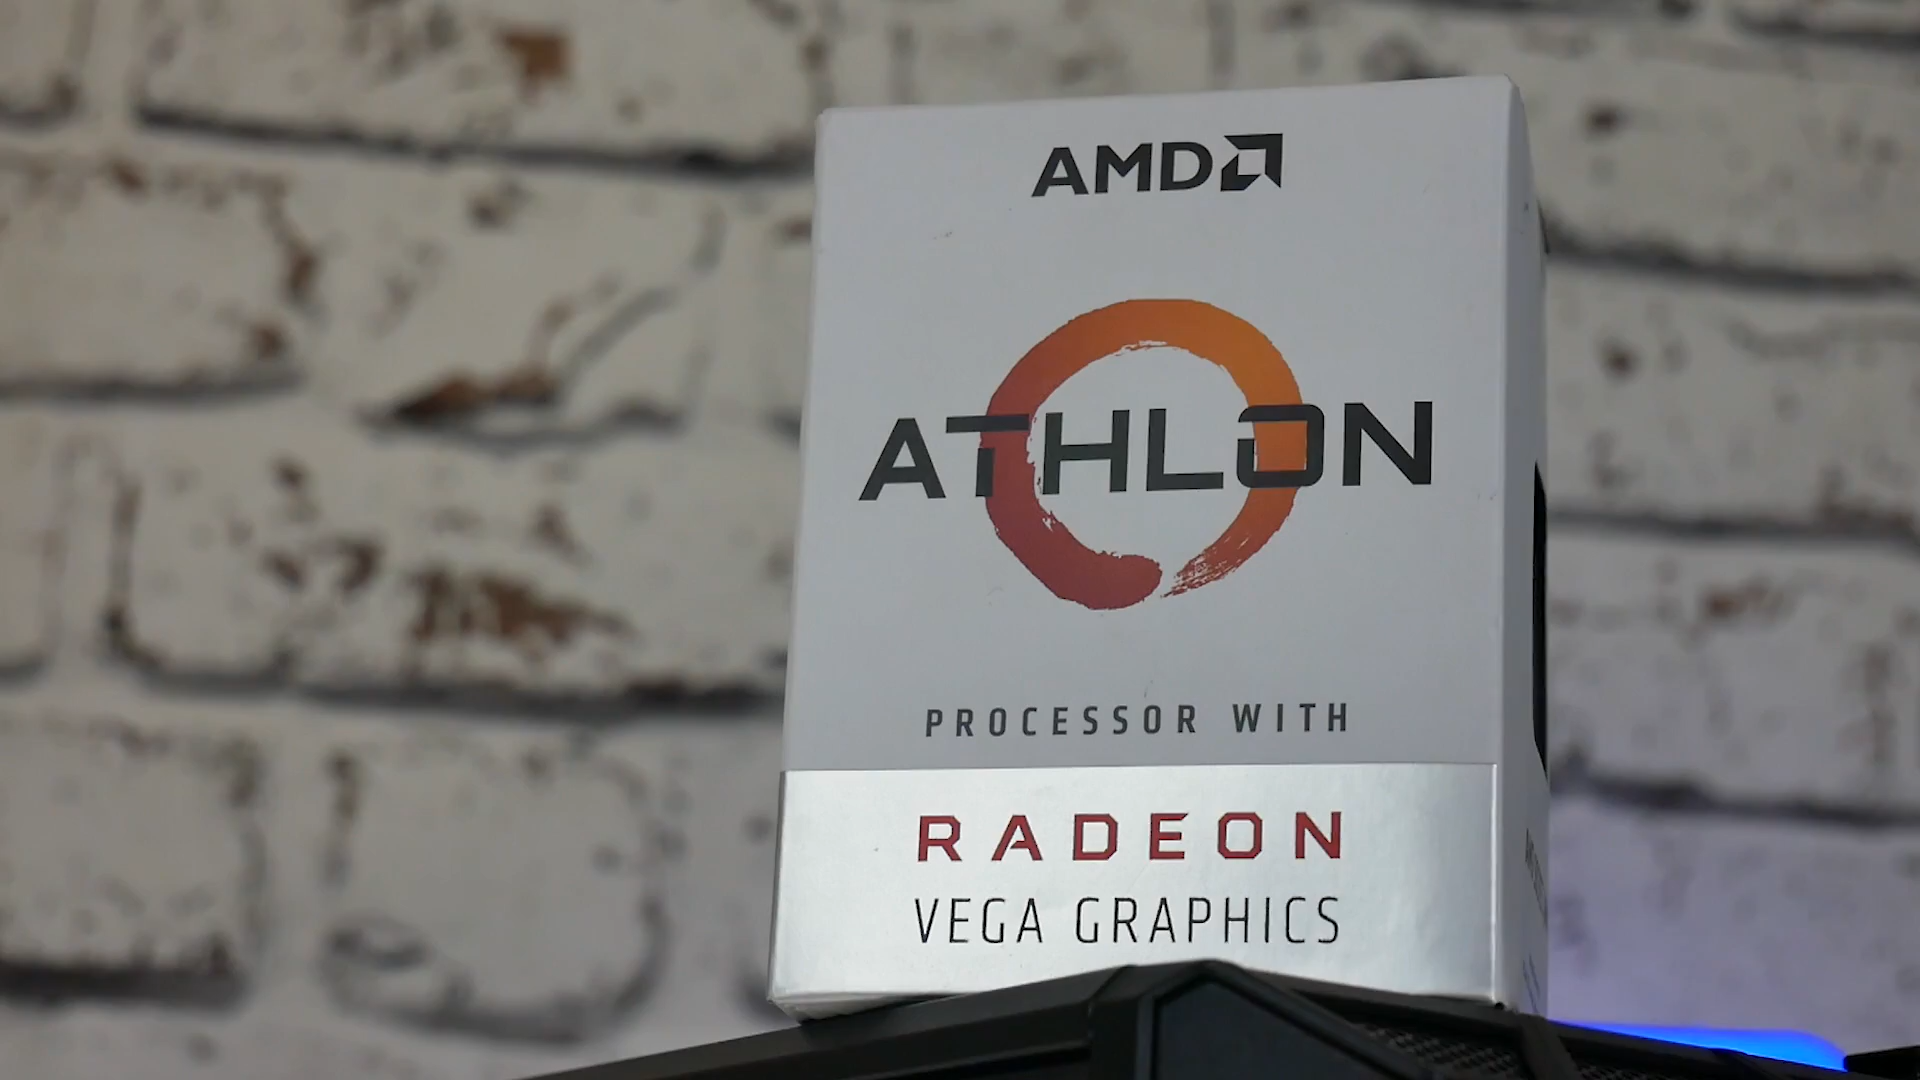 AMD
ATHLON
PROCESSOR WITH
RADEON
VEGA GRAPHICS